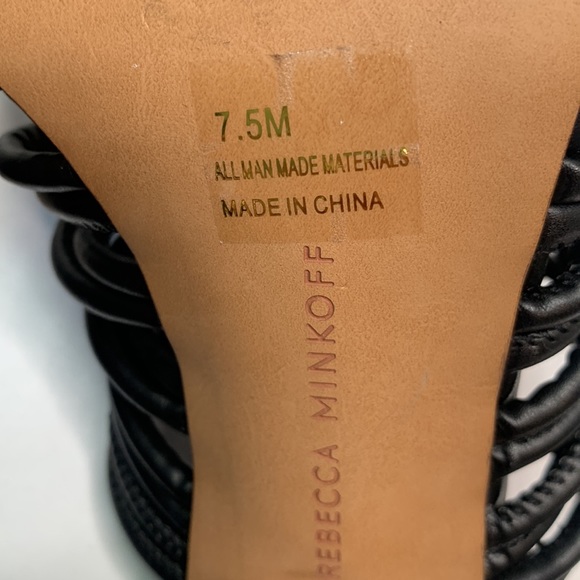 7.5M
ALL MAN MADE MATERIALS
MADE IN CHINA
REBECCA MINKOFF